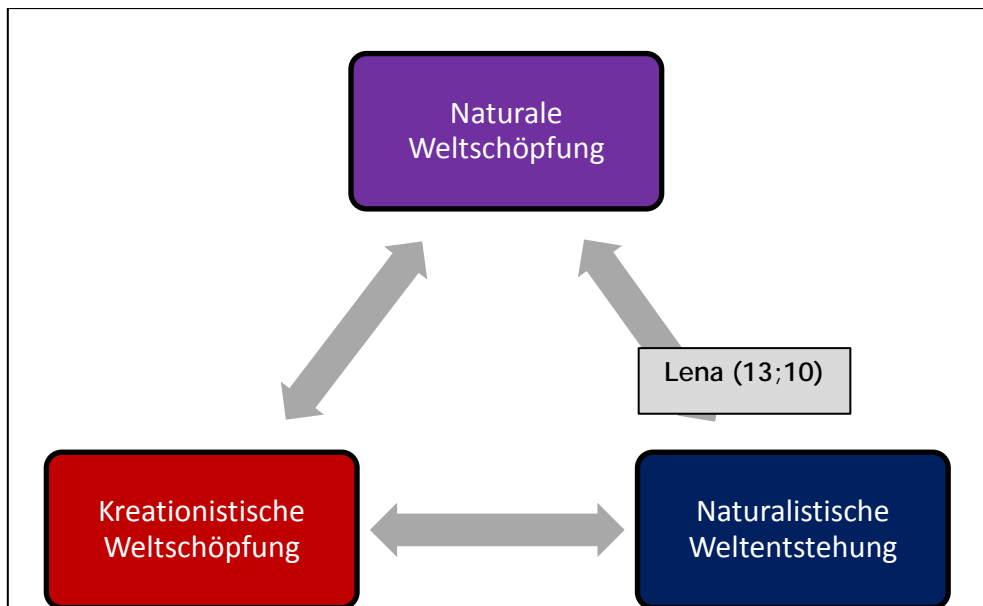 Naturale
Weltschöpfung
Lena (13;10)
Kreationistische
Weltschöpfung
Naturalistische
Weltentstehung